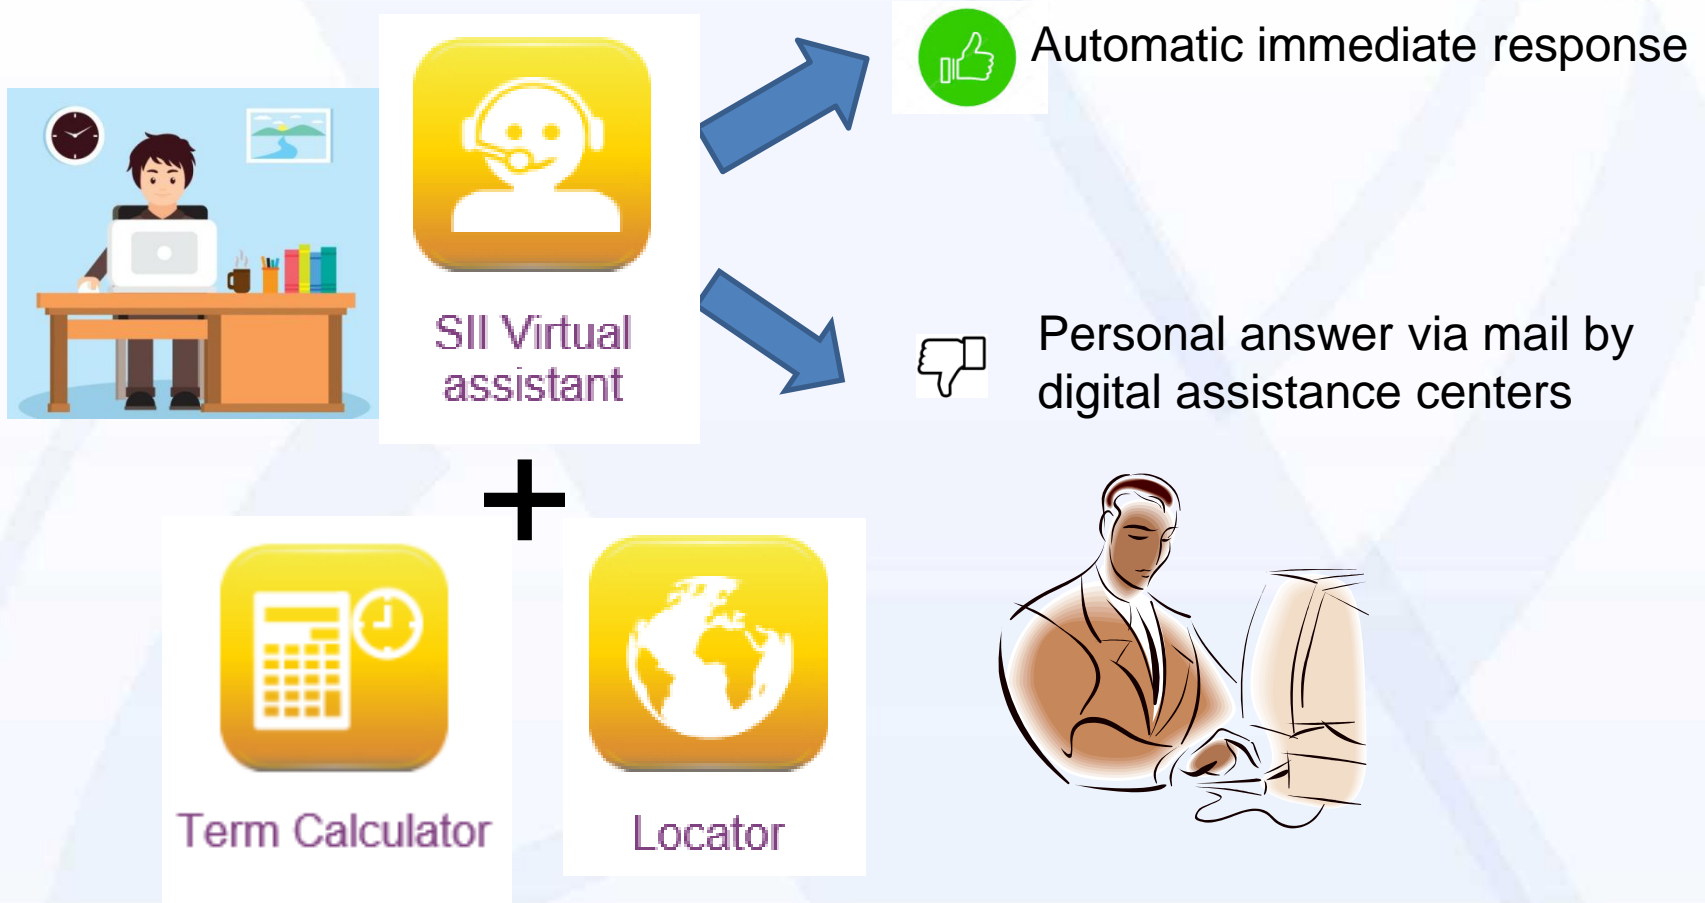 Automatic immediate response
SII Virtual
assistant
Personal answer via mail by
digital assistance centers
+
Term Calculator
Locator